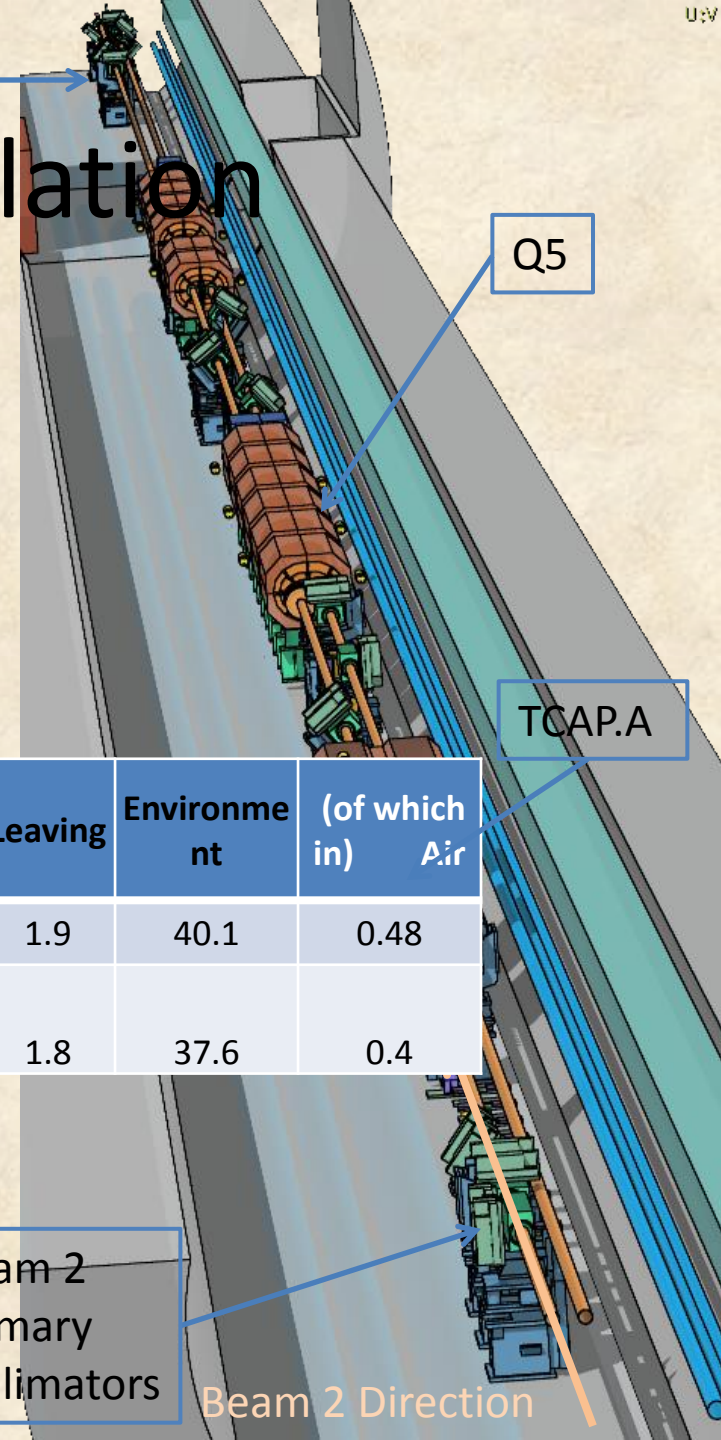 U:V
lation
Q5
TCAP.A
Leaving Environme (of which
nt in) Air
1.9 40.1 0.48
1.8 37.6 0.4
am 2
mary
limators
Beam 2 Direction